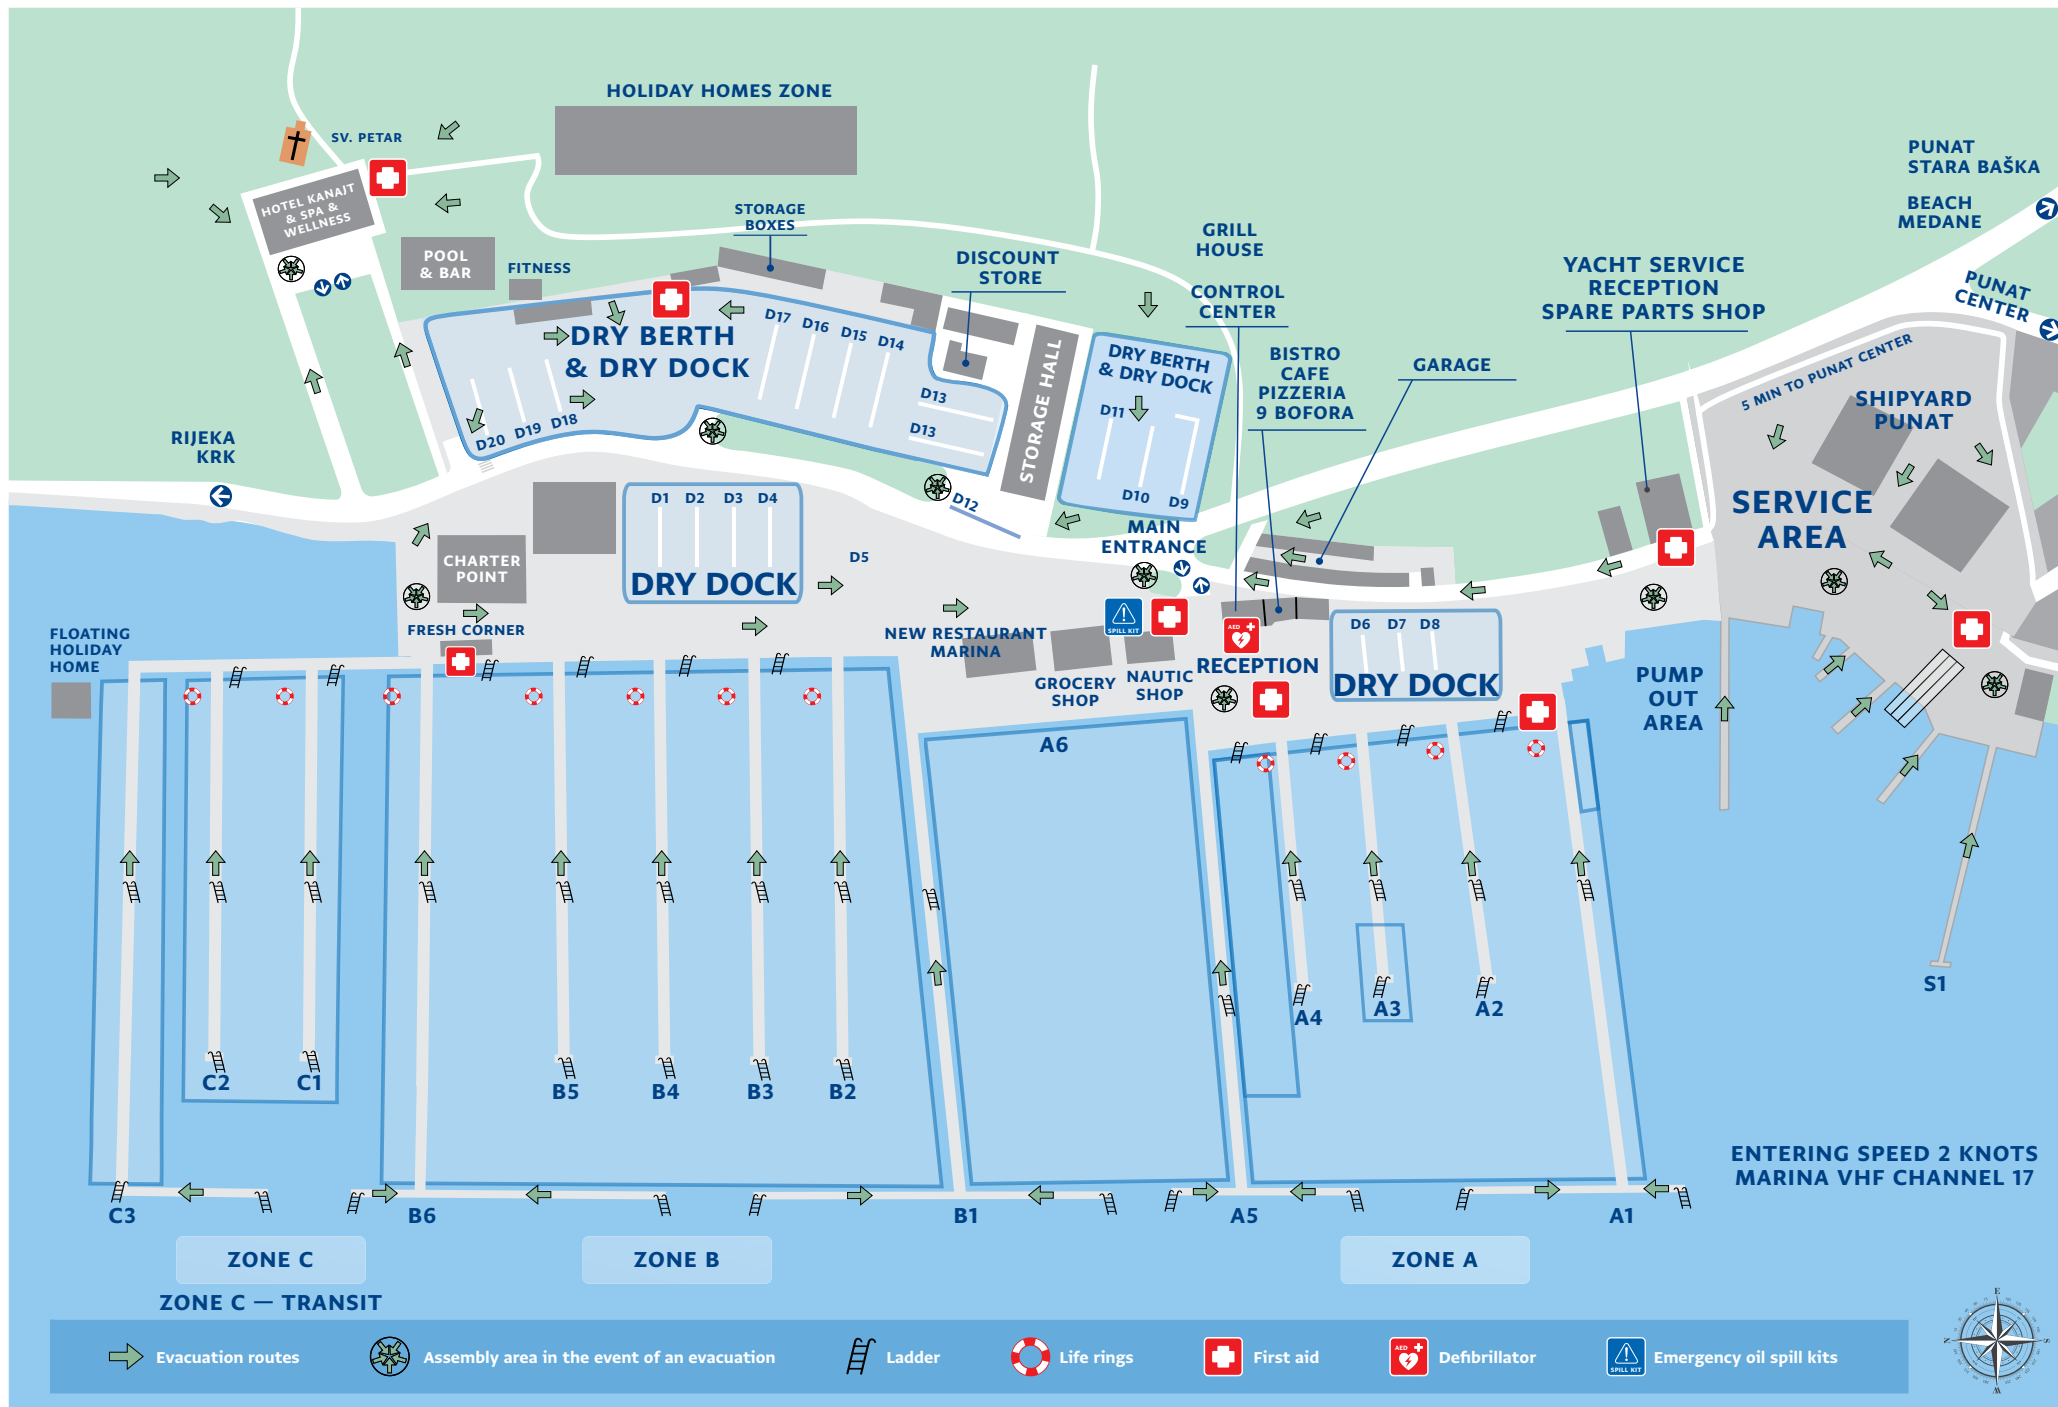 HOLIDAY HOMES ZONE
SV. PETAR
HOTEL KANAJT
& SPA &
WELLNESS
POOL
& BAR
FITNESS
STORAGE
BOXES
DISCOUNT
STORE
GRILL
HOUSE
CONTROL
CENTER
BISTRO
CAFE
PIZZERIA
9 BOFORA
GARAGE
YACHT SERVICE
RECEPTION
SPARE PARTS SHOP
PUNAT
STARA BAŠKA
BEACH
MEDANE
PUNAT
CENTER
5 MIN TO PUNAT CENTER
SHIPYARD
PUNAT
SERVICE
AREA
DRY BERTH
& DRY DOCK
D17
D16
D15
D14
D13
D13
D20
D19
D18
STORAGE HALL
DRY BERTH
& DRY DOCK
D11
D10
D9
D12
RIJEKA
KRK
CHARTER
POINT
D1
D2
D3
D4
DRY DOCK
D5
MAIN
ENTRANCE
FRESH CORNER
FLOATING
HOLIDAY
HOME
NEW RESTAURANT
MARINA
GROCERY
SHOP
NAUTIC
SHOP
SPILL KIT
AED
RECEPTION
D6
D7
D8
DRY DOCK
PUMP
OUT
AREA
A6
S1
A4
A3
A2
C2
C1
B5
B4
B3
B2
C3
B6
B1
A5
A1
ENTERING SPEED 2 KNOTS
MARINA VHF CHANNEL 17
ZONE C
ZONE B
ZONE A
ZONE C — TRANSIT
Evacuation routes
Assembly area in the event of an evacuation
Ladder
Life rings
First aid
AED
Defibrillator
SPILL KIT
Emergency oil spill kits
E
N
S
W